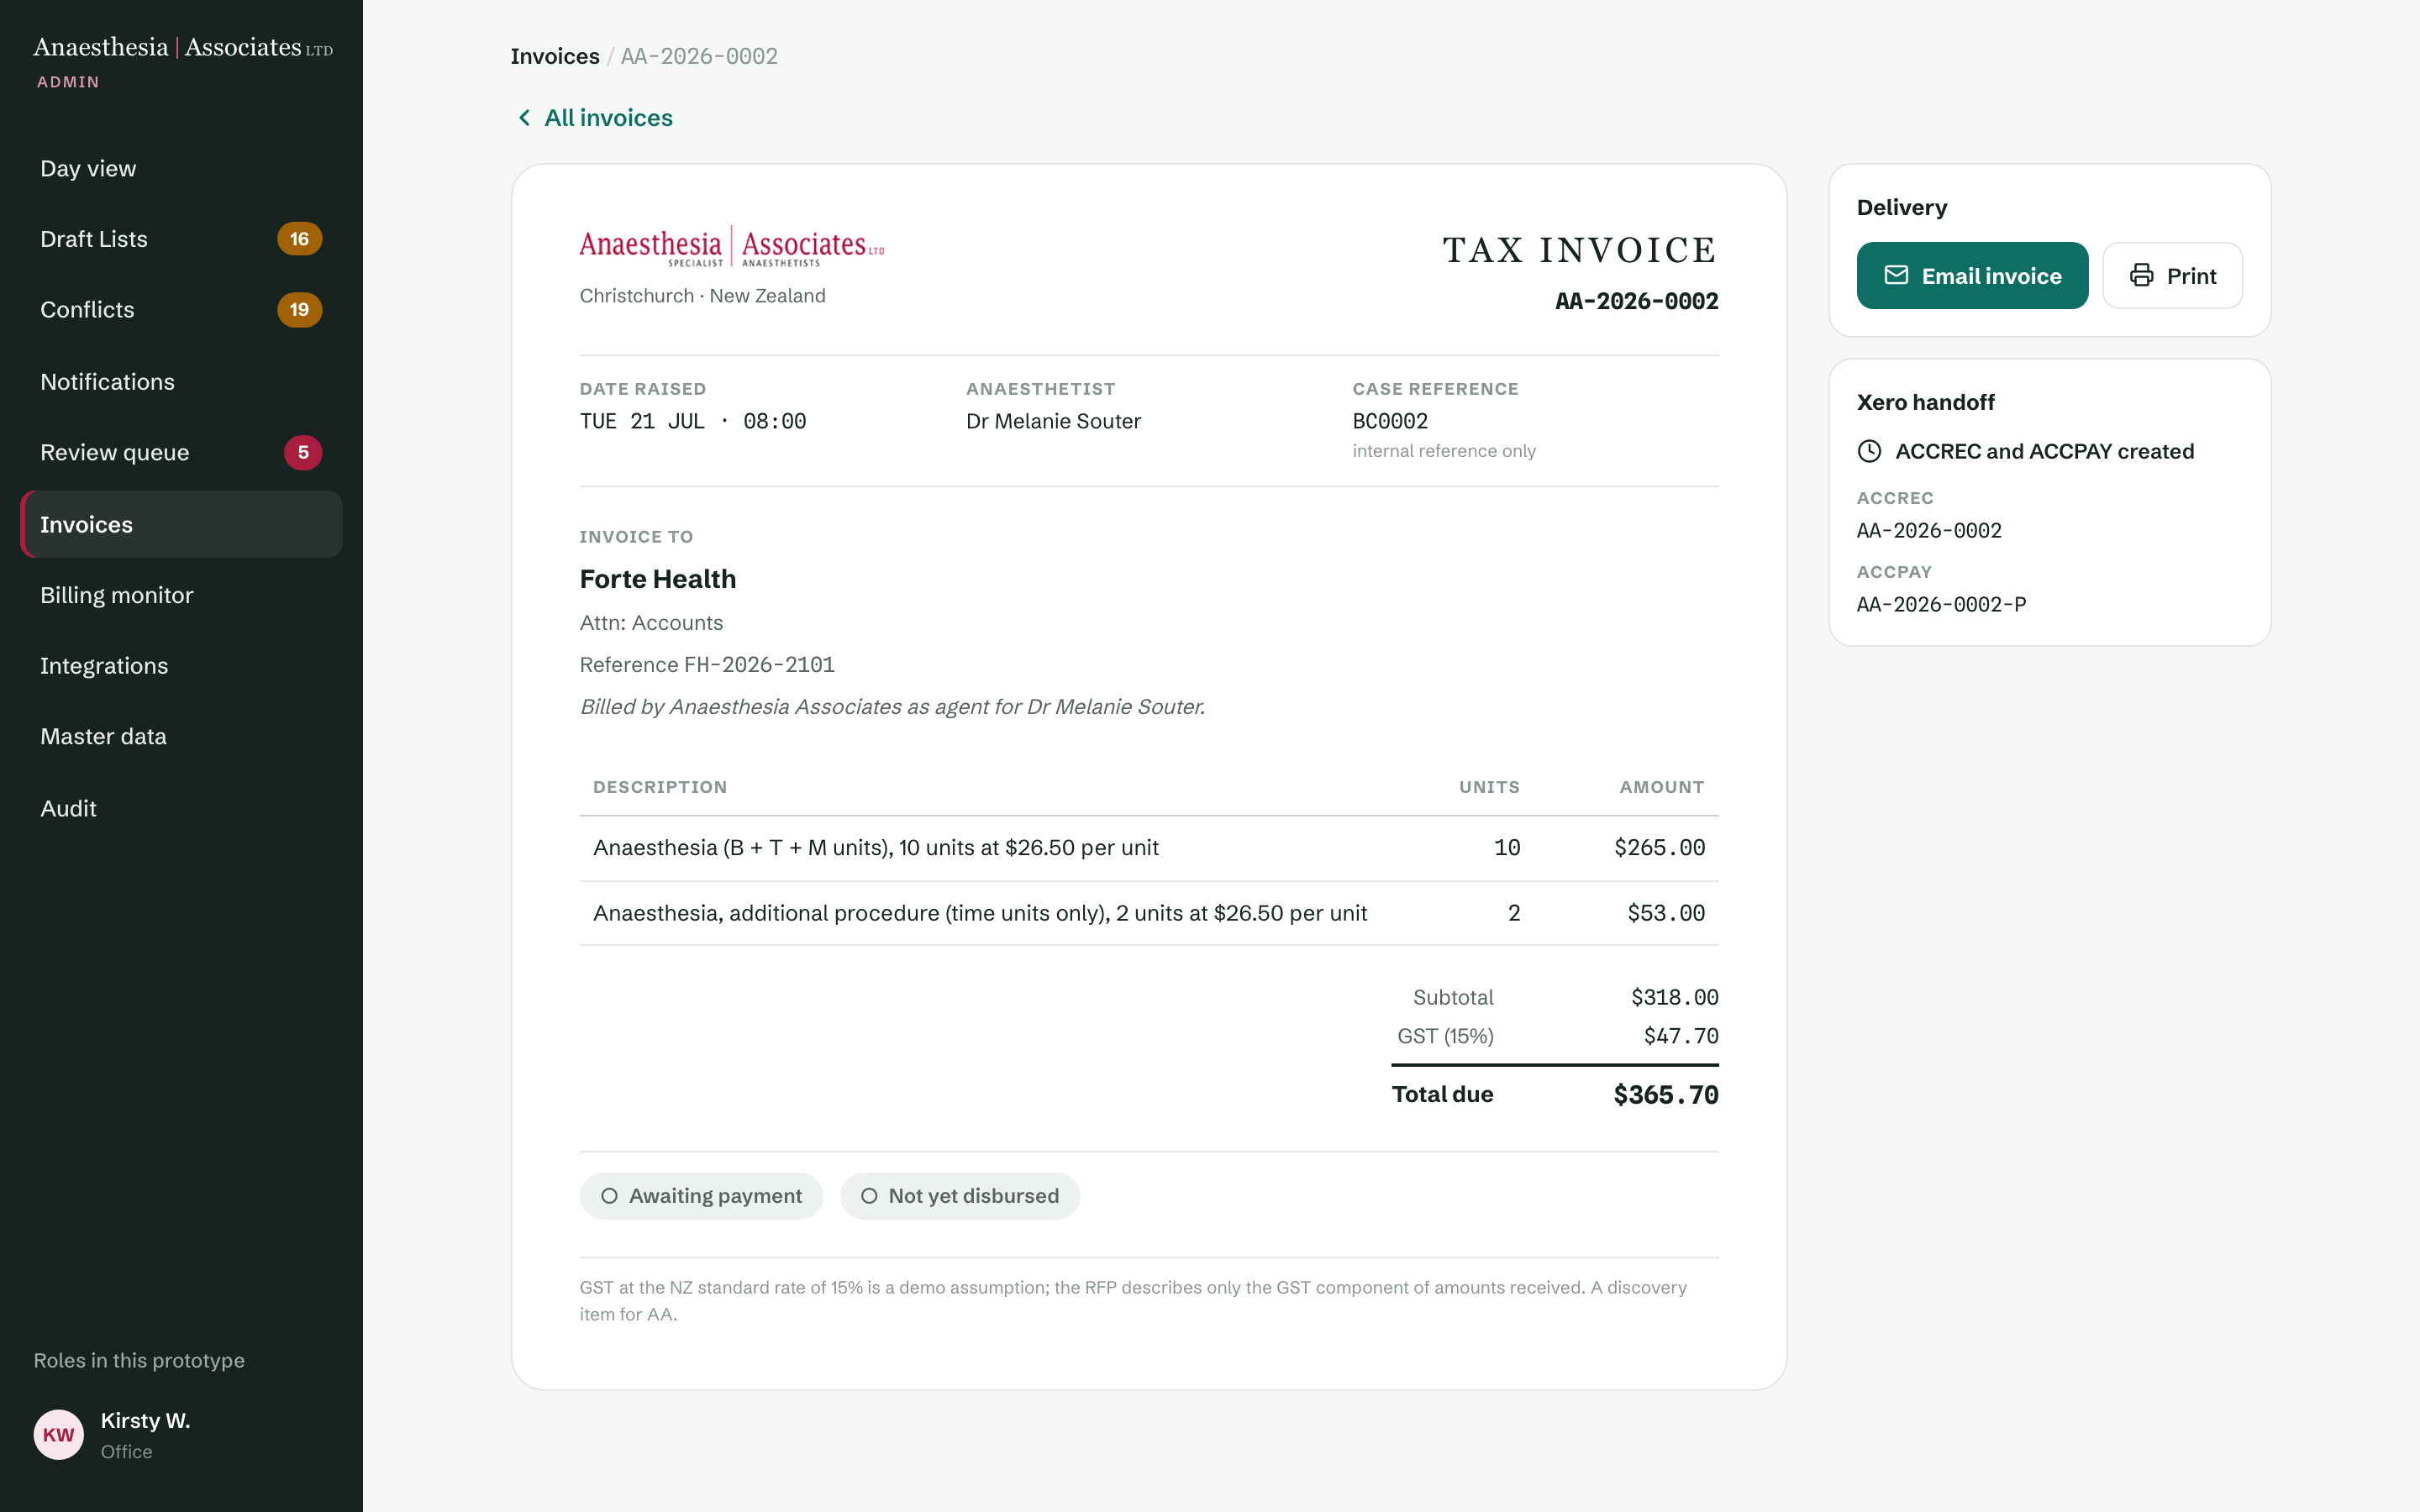 Anaesthesia | Associates LTD
ADMIN
Day view
Draft Lists 16
Conflicts 19
Notifications
Review queue 5
Invoices
Billing monitor
Integrations
Master data
Audit
Roles in this prototype
KW
Kirsty W.
Office
Invoices / AA-2026-0002
All invoices
Anaesthesia | Associates LTD
SPECIALIST | ANAESTHETISTS
Christchurch · New Zealand
TAX INVOICE
AA-2026-0002
DATE RAISED
TUE 21 JUL · 08:00
ANAESTHETIST
Dr Melanie Souter
CASE REFERENCE
BC0002
internal reference only
INVOICE TO
Forte Health
Attn: Accounts
Reference FH-2026-2101
Billed by Anaesthesia Associates as agent for Dr Melanie Souter.
DESCRIPTION UNITS AMOUNT
Anaesthesia (B + T + M units), 10 units at $26.50 per unit 10 $265.00
Anaesthesia, additional procedure (time units only), 2 units at $26.50 per unit 2 $53.00
Subtotal $318.00
GST (15%) $47.70
Total due $365.70
Awaiting payment
Not yet disbursed
GST at the NZ standard rate of 15% is a demo assumption; the RFP describes only the GST component of amounts received. A discovery
item for AA.
Delivery
Email invoice
Print
Xero handoff
ACCREC and ACCPAY created
ACCREC
AA-2026-0002
ACCPAY
AA-2026-0002-P